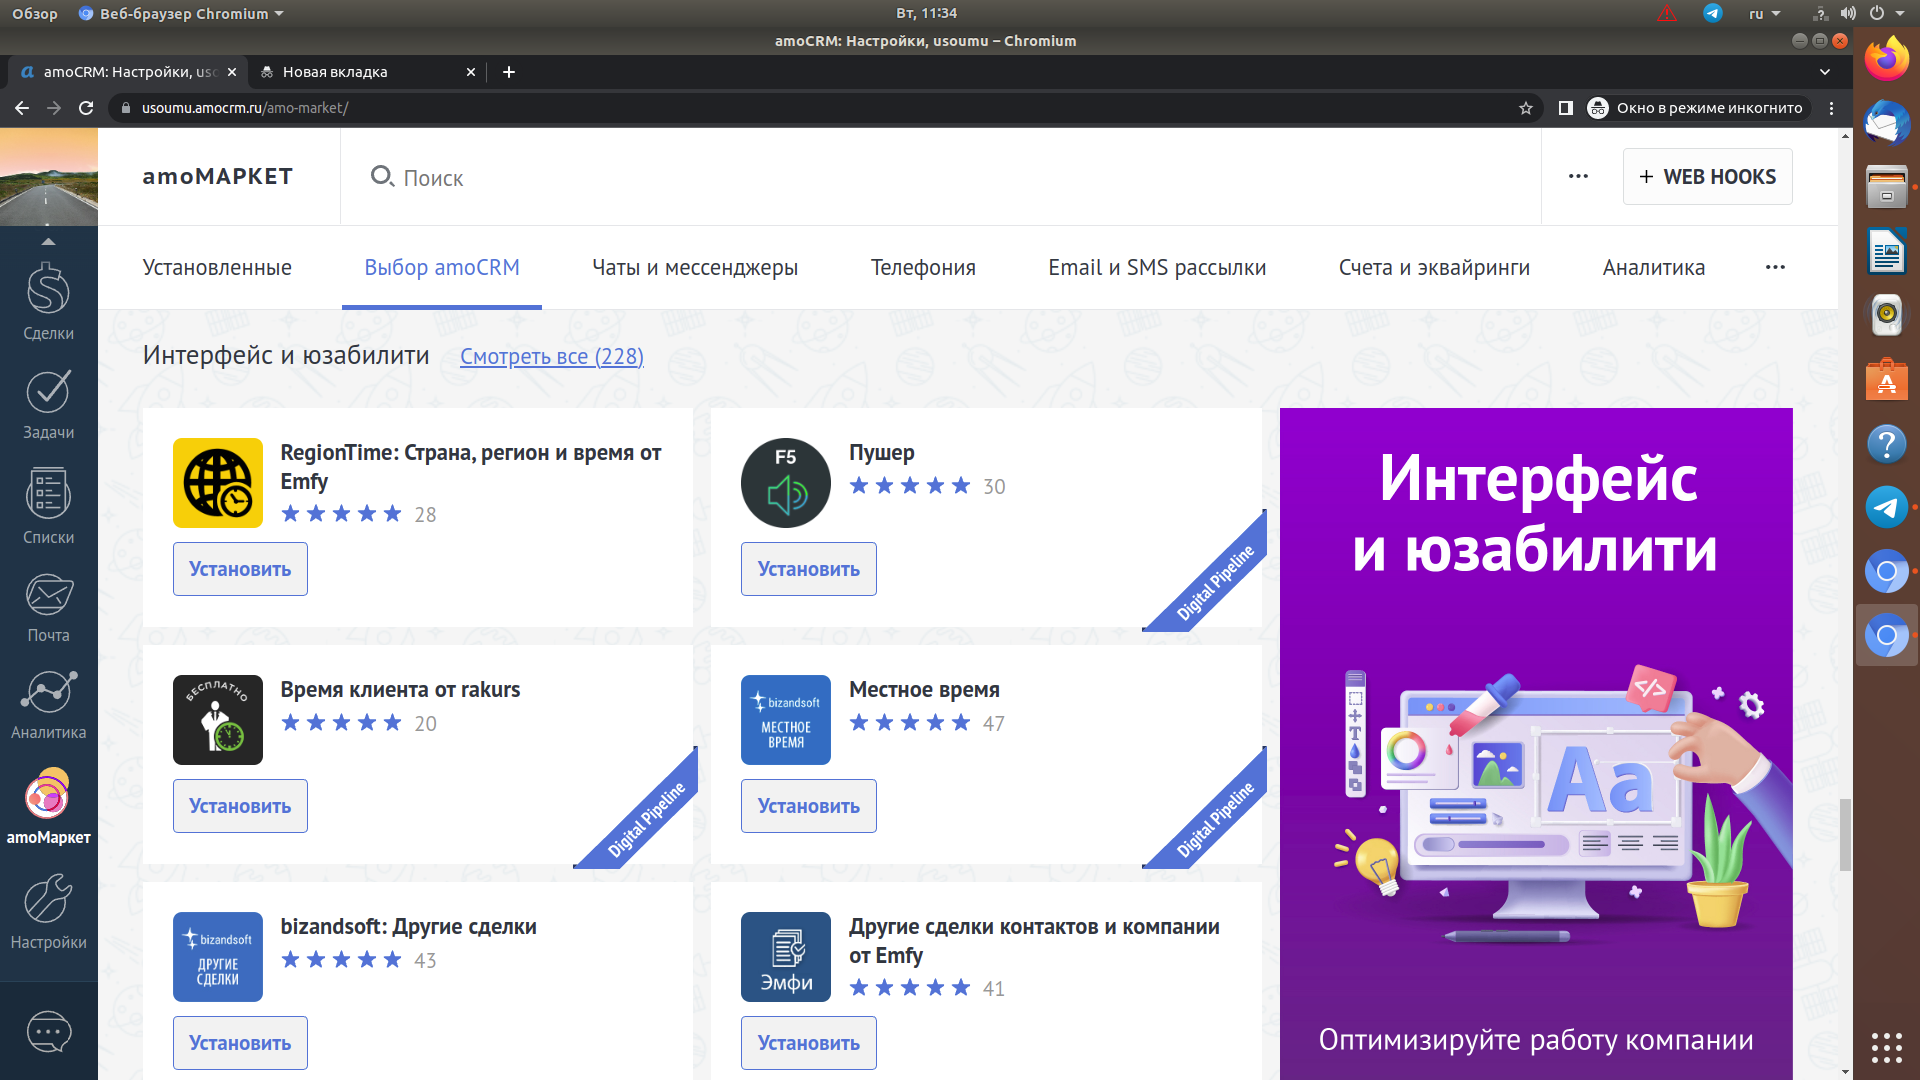 Обзор
Веб-браузер Chromium
Вт, 11:34
ru
amoCRM: Настройки, usoumu – Chromium
amoCRM: Настройки, usc
Новая вкладка
usoumu.amocrm.ru/amo-market/
Окно в режиме инкогнито
amoМАРКЕТ
Поиск
WEB HOOKS
Установленные
Выбор amoCRM
Чаты и мессенджеры
Телефония
Email и SMS рассылки
Счета и эквайринги
Аналитика
Сделки
Задачи
Списки
Почта
Аналитика
amoМаркет
Настройки
Интерфейс и юзабилити
Смотреть все (228)
RegionTime: Страна, регион и время от
Emfy
28
Установить
F5
Пушер
30
Установить
Digital Pipeline
БЕСПЛАТНО
Время клиента от rakurs
20
Установить
Digital Pipeline
bizandsoft
МЕСТНОЕ
ВРЕМЯ
Местное время
47
Установить
Digital Pipeline
bizandsoft
ДРУГИЕ
СДЕЛКИ
bizandsoft: Другие сделки
43
Установить
Эмфи
Другие сделки контактов и компании
от Emfy
41
Установить
Интерфейс
и юзабилити
</>
T
Aa
Оптимизируйте работу компании